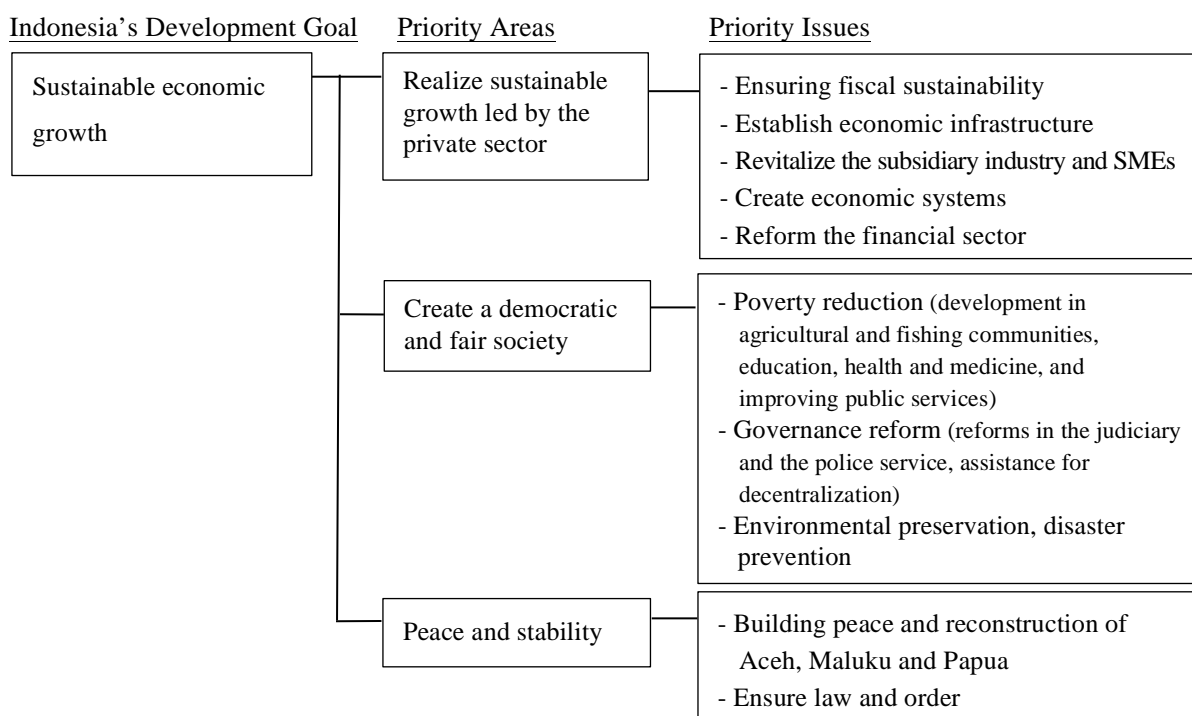 Indonesia's Development Goal
Priority Areas
Priority Issues
Sustainable economic
growth
Realize sustainable
growth led by the
private sector
- Ensuring fiscal sustainability
- Establish economic infrastructure
- Revitalize the subsidiary industry and SMEs
- Create economic systems
- Reform the financial sector
Create a democratic
and fair society
- Poverty reduction (development in
agricultural and fishing communities,
education, health and medicine, and
improving public services)
- Governance reform (reforms in the judiciary
and the police service, assistance for
decentralization)
- Environmental preservation, disaster
prevention
Peace and stability
- Building peace and reconstruction of
Aceh, Maluku and Papua
- Ensure law and order